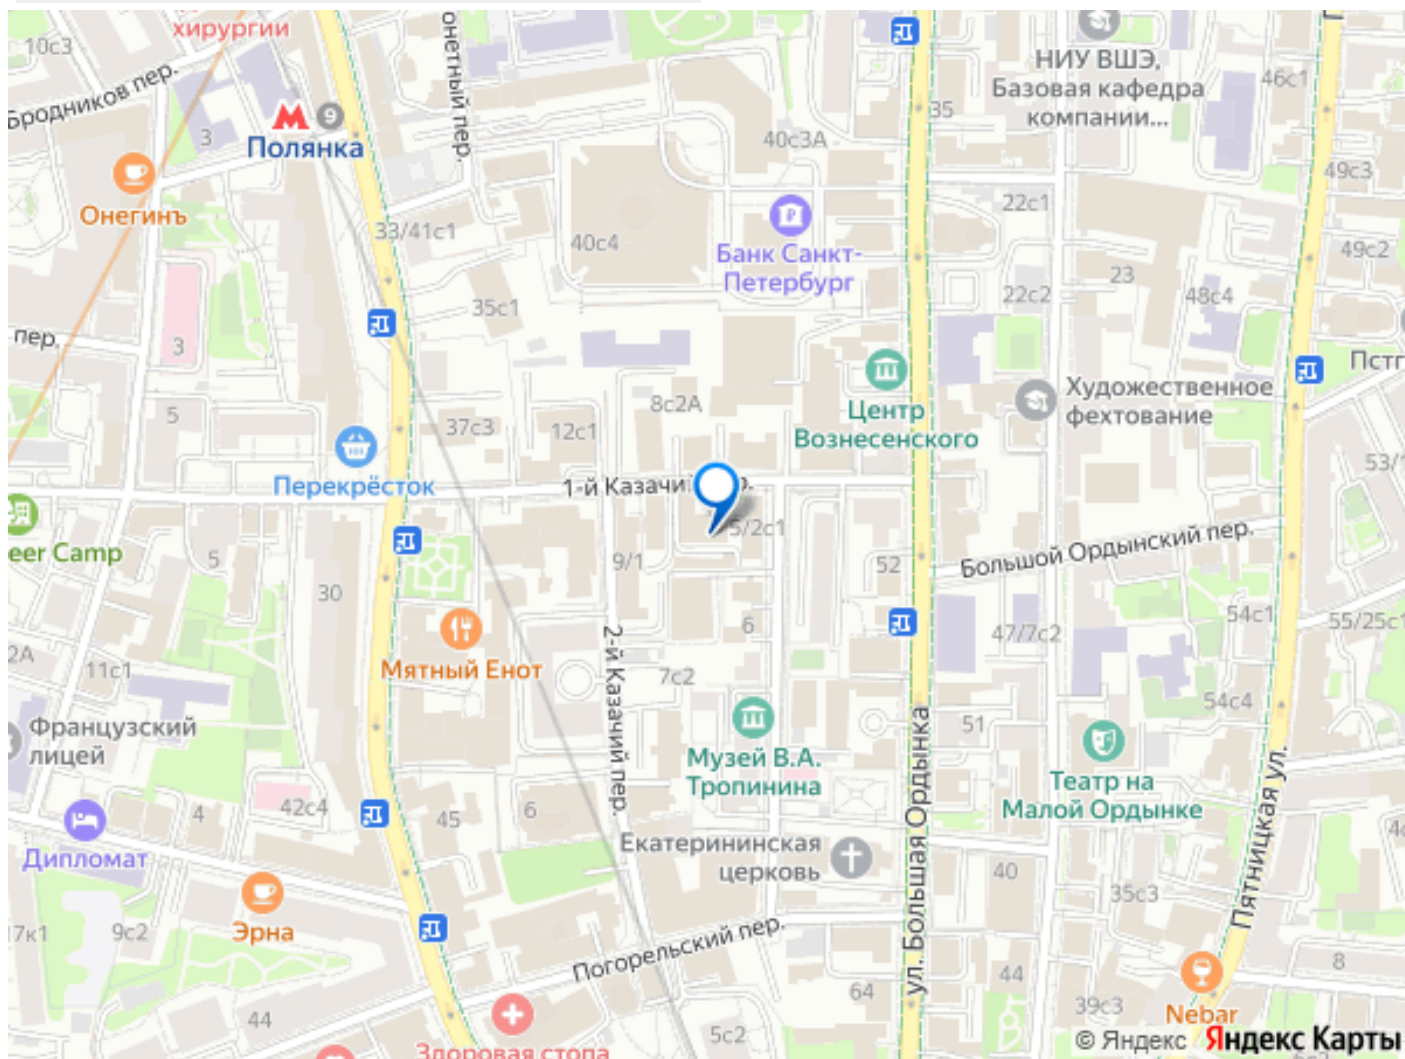 хирургии
10с3
онетный пер.
НИУ ВШЭ,
Базовая кафедра
компании...
46с1
Бродников пер.
9
3
Полянка
35
40с3А
49с3
Онегинъ
22с1
33/41с1
40с4
Банк Санкт-
Петербург
49с2
23
35с1
22с2
48с4
пер.
3
Пстг
Художественное
фехтование
8с2А
5
37с3
12с1
Центр
Вознесенского
53/1
Перекрёсток
1-й Казачи
р.
5/2с1
Большой Ордынский пер.
eer Camp
5
9/1
52
30
54с1
55/25с1
6
47/7с2
2А
11с1
Мятный Енот
2-й Казачий пер.
7с2
54с4
Французский
лицей
51
Музей В.А.
Тропинина
Театр на
Малой Ордынке
ул. Большая Ордынка
Пятницкая ул.
42с4
4
45
6
4с
Дипломат
Екатерининская
церковь
40
35с3
17к1
9с2
Эрна
Погорельский пер.
8
44
64
39с3
Nebar
44
5с2
Здоровая стопа
© Яндекс Яндекс Карты